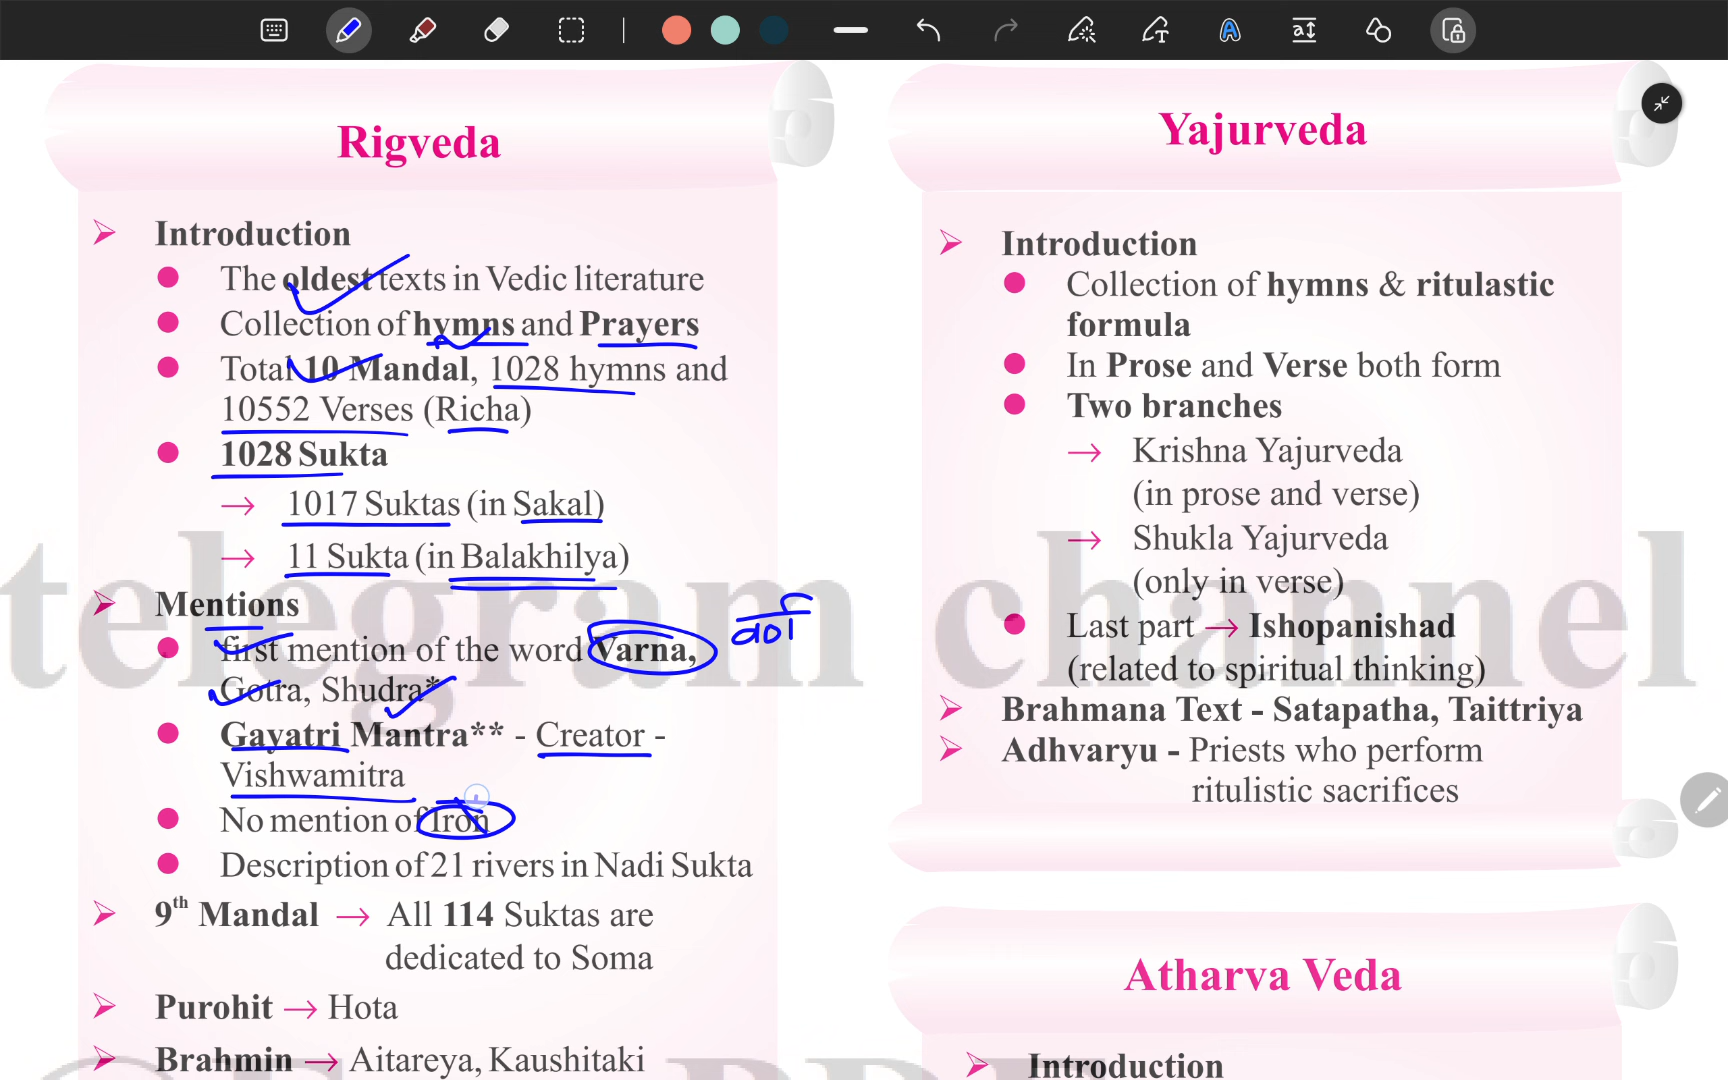 Rigveda
Introduction
The oldest texts in Vedic literature
Collection of hymns and Prayers
Total 10 Mandal, 1028 hymns and
10552 Verses (Richa)
1028 Sukta
→ 1017 Suktas (in Sakal)
→ 11 Sukta (in Balakhilya)
Mentions
first mention of the word Varna,
Gotra, Shudra*
Gayatri Mantra** - Creator -
Vishwamitra
No mention of Iron
Description of 21 rivers in Nadi Sukta
9th Mandal → All 114 Suktas are
dedicated to Soma
Purohit → Hota
Brahmin → Aitareya, Kaushitaki
Yajurveda
Introduction
Collection of hymns & ritulastic
formula
In Prose and Verse both form
Two branches
→ Krishna Yajurveda
(in prose and verse)
→ Shukla Yajurveda
(only in verse)
Last part → Ishopanishad
(related to spiritual thinking)
Brahmana Text - Satapatha, Taittriya
Adhvaryu - Priests who perform
ritulistic sacrifices
Atharva Veda
Introduction
telegram channel